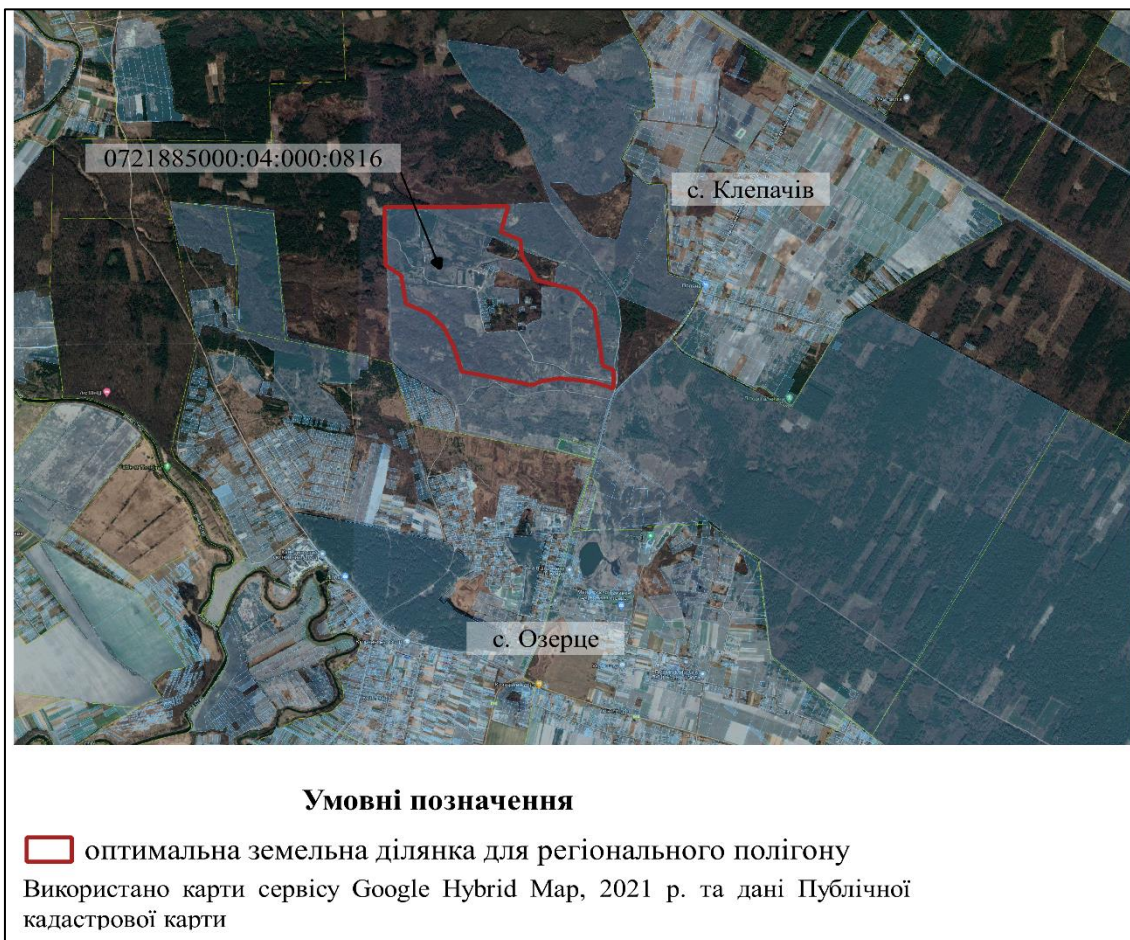 0721885000:04:000:0816
с. Клепачів
с. Озерце
Умовні позначення
оптимальна земельна ділянка для регіонального полігону
Використано карти сервісу Google Hybrid Map, 2021 р. та дані Публічної
кадастрової карти